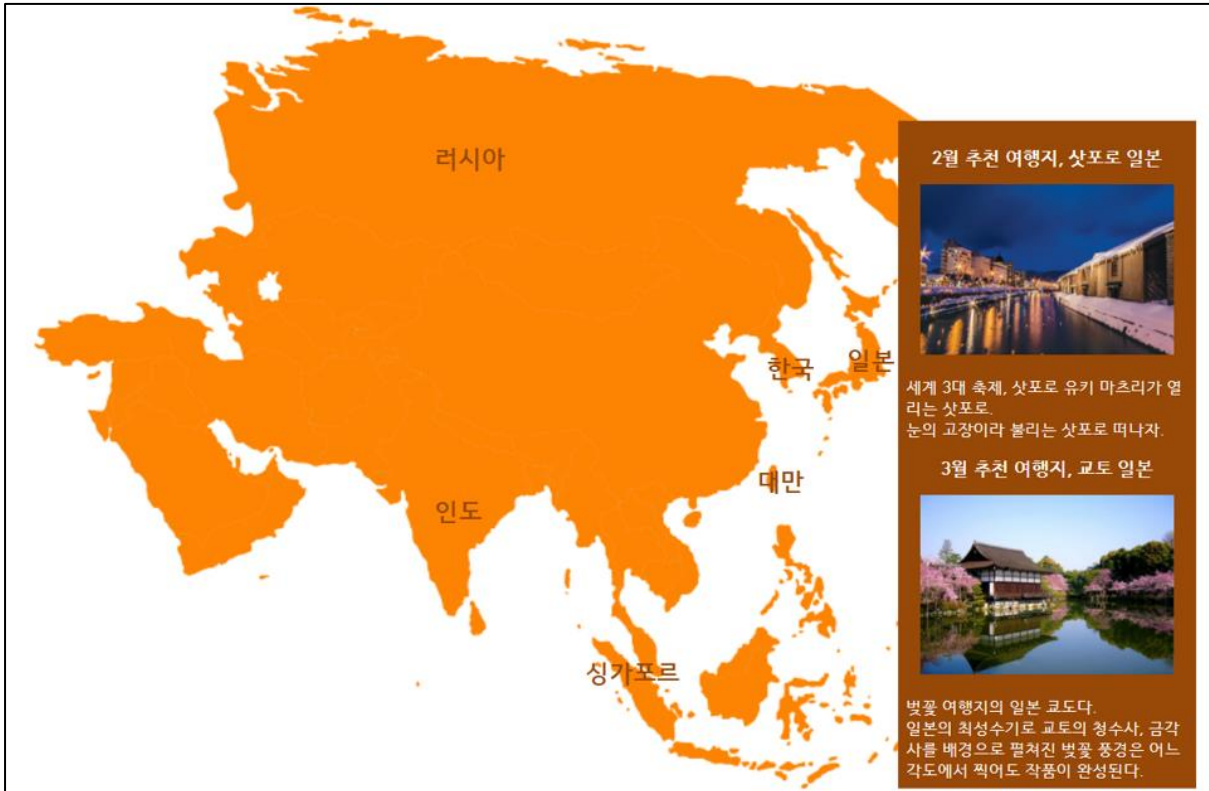 러시아
한국
일본
대만
인도
싱가포르
2월 추천 여행지, 삿포로 일본
세계 3대 축제, 삿포로 유키 마츠리가 열
리는 삿포로.
눈의 고장이라 불리는 삿포로 떠나자.
3월 추천 여행지, 교토 일본
벚꽃 여행지의 일본 쿄도다.
일본의 최성수기로 교토의 청수사, 금각
사를 배경으로 펼쳐진 벚꽃 풍경은 어느
각도에서 찍어도 작품이 완성된다.